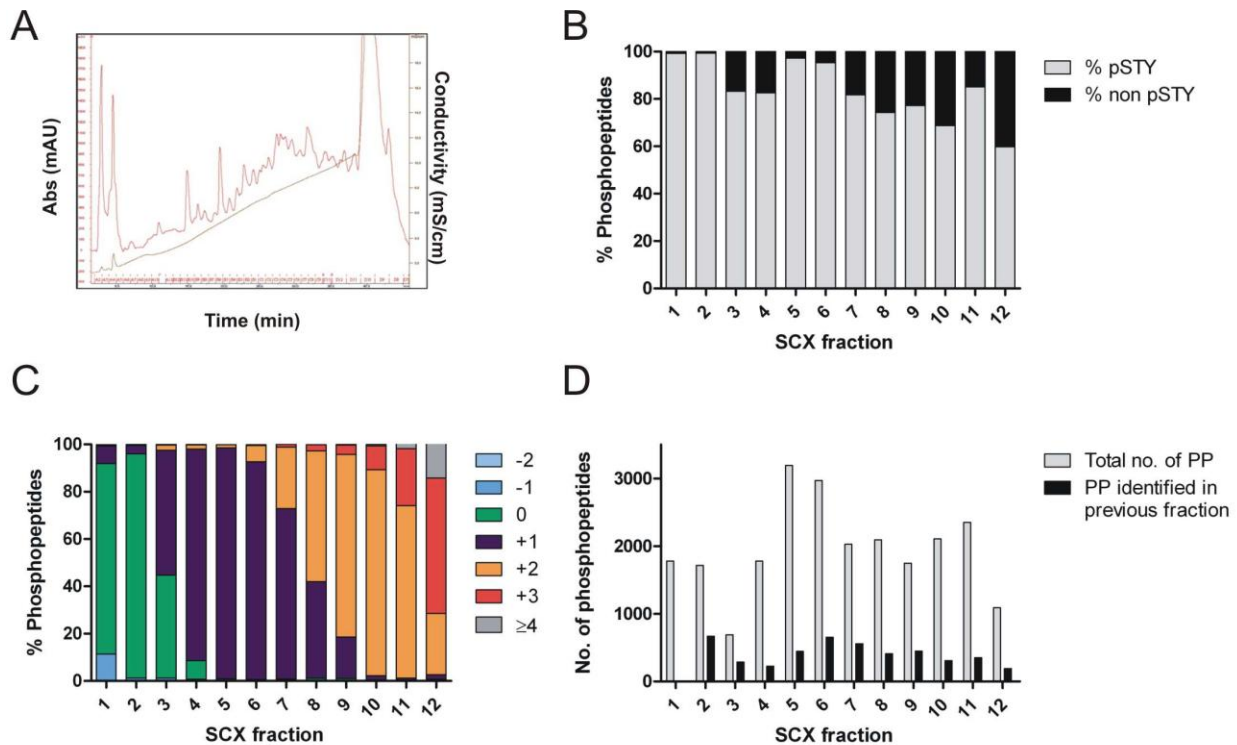 A
Abs (mAU)
Conductivity (mS/cm)
Time (min)
B
% Phosphopeptides
100
80
60
40
20
0
1 2 3 4 5 6 7 8 9 10 11 12
SCX fraction
% pSTY
% non pSTY
C
% Phosphopeptides
100
80
60
40
20
0
1 2 3 4 5 6 7 8 9 10 11 12
SCX fraction
-2
-1
0
+1
+2
+3
≥4
D
No. of phosphopeptides
3000
2000
1000
0
1 2 3 4 5 6 7 8 9 10 11 12
SCX fraction
Total no. of PP
PP identified in
previous fraction